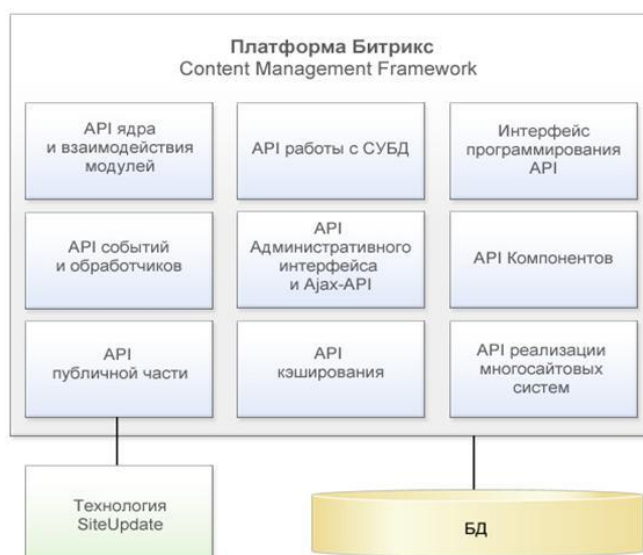 Платформа Битрикс
Content Management Framework
API ядра
и взаимодействия
модулей
API работы с СУБД
Интерфейс
программирования
API
API событий
и обработчиков
API
Административного
интерфейса
и Ajax-API
API Компонентов
API
публичной части
API
кэширования
API реализации
многосайтовых
систем
Технология
SiteUpdate
БД